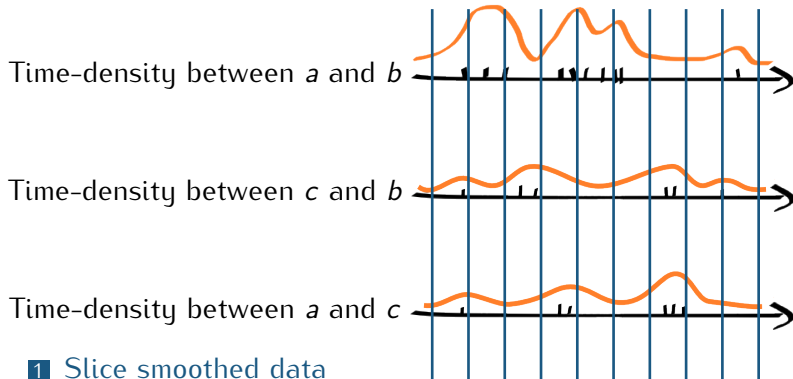 Time-density between a and b
Time-density between c and b
Time-density between a and c
1 Slice smoothed data